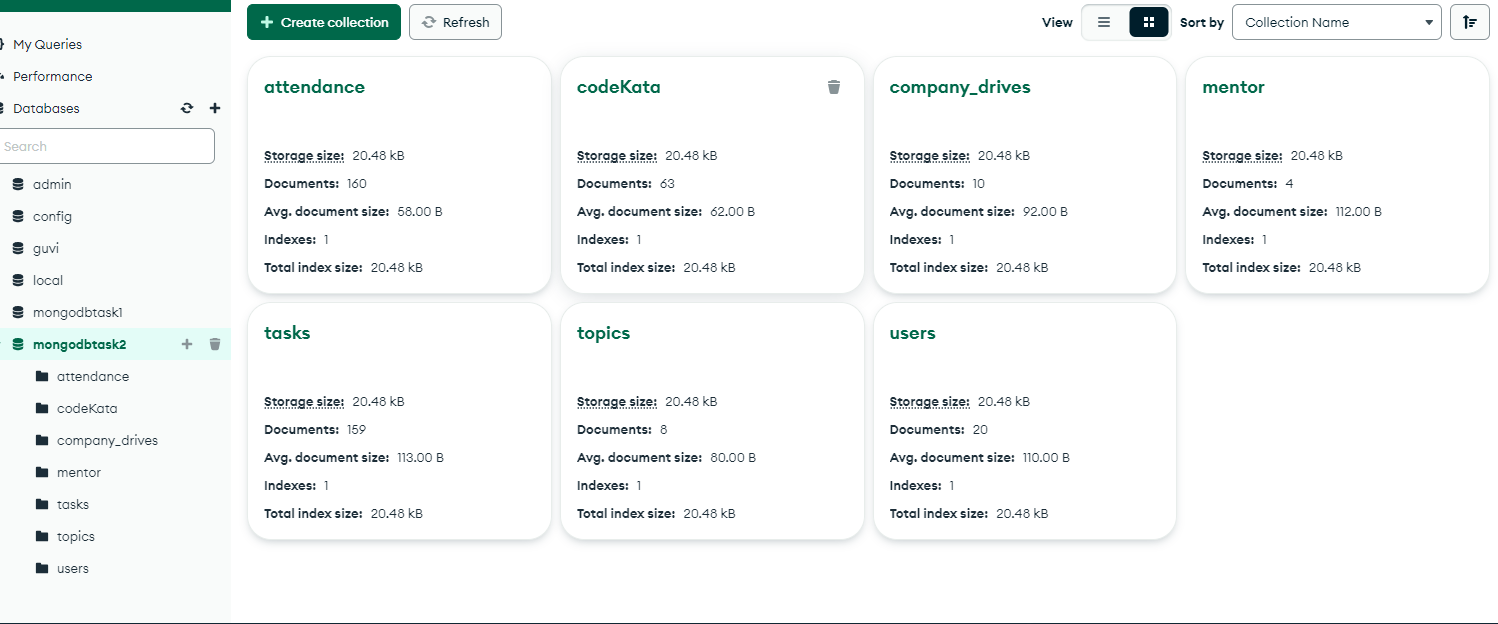 My Queries
Performance
Databases
Search
admin
config
guvi
local
mongodbtask1
mongodbtask2
attendance
codeKata
company_drives
mentor
tasks
topics
users
Create collection
Refresh
View
Sort by
Collection Name
attendance
Storage size: 20.48 kB
Documents: 160
Avg. document size: 58.00 B
Indexes: 1
Total index size: 20.48 kB
codeKata
Storage size: 20.48 kB
Documents: 63
Avg. document size: 62.00 B
Indexes: 1
Total index size: 20.48 kB
company_drives
Storage size: 20.48 kB
Documents: 10
Avg. document size: 92.00 B
Indexes: 1
Total index size: 20.48 kB
mentor
Storage size: 20.48 kB
Documents: 4
Avg. document size: 112.00 B
Indexes: 1
Total index size: 20.48 kB
tasks
Storage size: 20.48 kB
Documents: 159
Avg. document size: 113.00 B
Indexes: 1
Total index size: 20.48 kB
topics
Storage size: 20.48 kB
Documents: 8
Avg. document size: 80.00 B
Indexes: 1
Total index size: 20.48 kB
users
Storage size: 20.48 kB
Documents: 20
Avg. document size: 110.00 B
Indexes: 1
Total index size: 20.48 kB